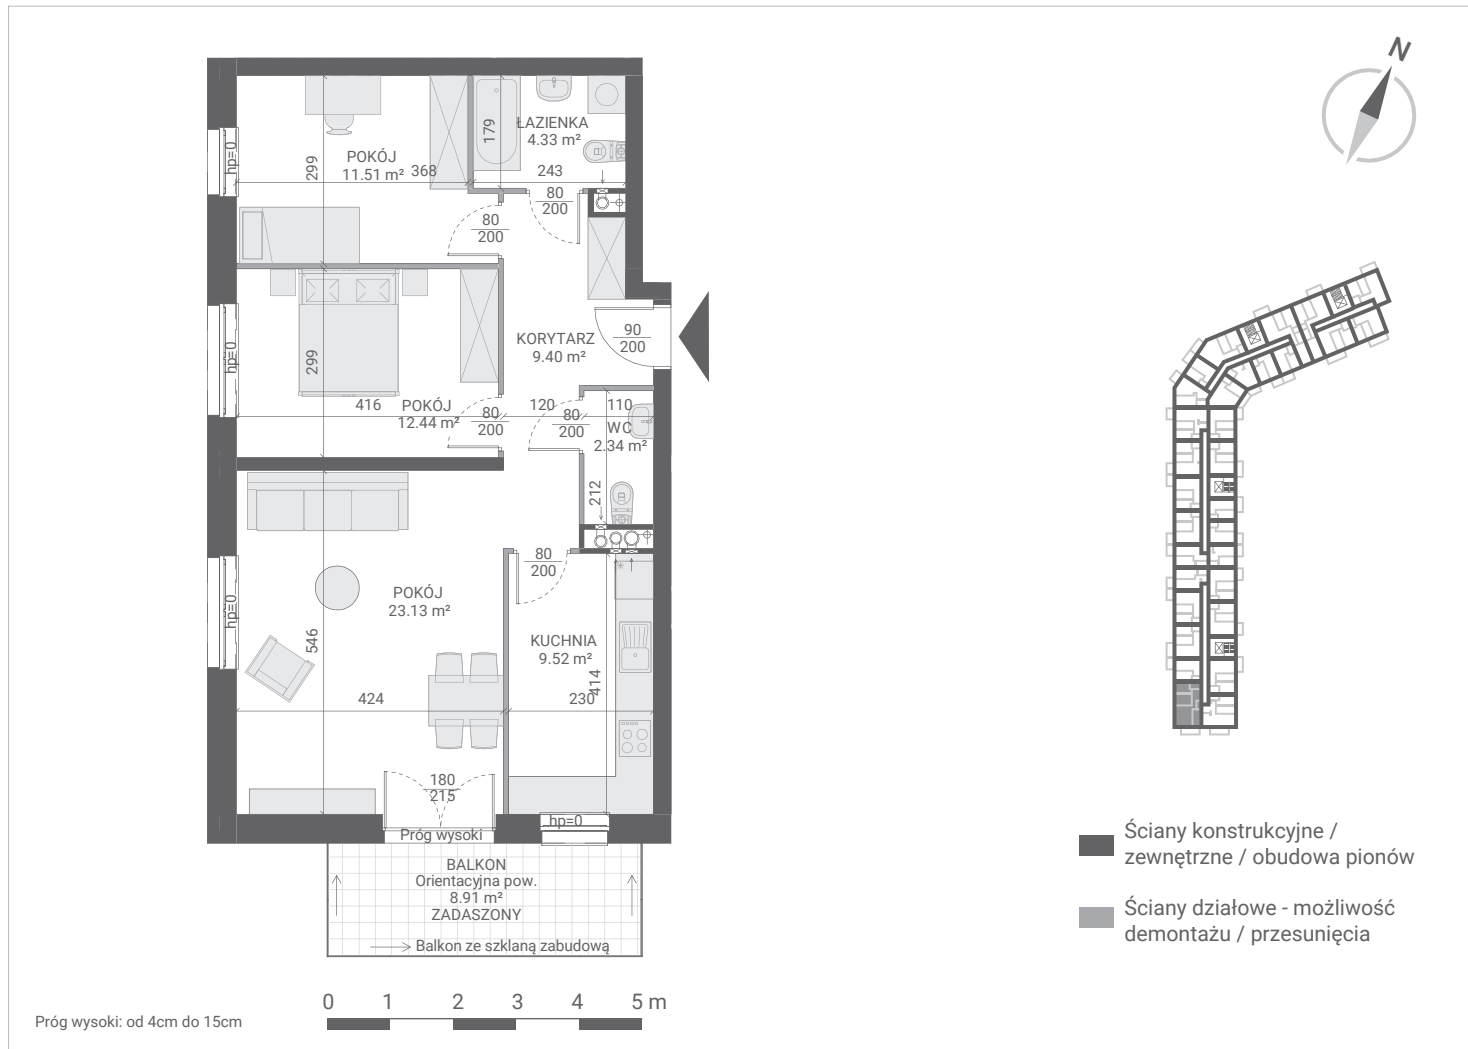 N
ŁAZIENKA
4.33 m²
179
243
POKÓJ
11.51 m²
368
299
hp=0
80
200
80
200
KORYTARZ
9.40 m²
90
200
299
hp=0
416
POKÓJ
12.44 m²
80
200
120
80
200
110
WC
2.34 m²
212
80
200
POKÓJ
23.13 m²
hp=0
546
424
KUCHNIA
9.52 m²
414
230
180
215
Próg wysoki
hp=0
BALKON
Orientacyjna pow.
8.91 m²
ZADASZONY
Balkon ze szklaną zabudową
Ściany konstrukcyjne /
zewnętrzne / obudowa pionów
Ściany działowe - możliwość
demontażu / przesunięcia
0 1 2 3 4 5 m
Próg wysoki: od 4cm do 15cm